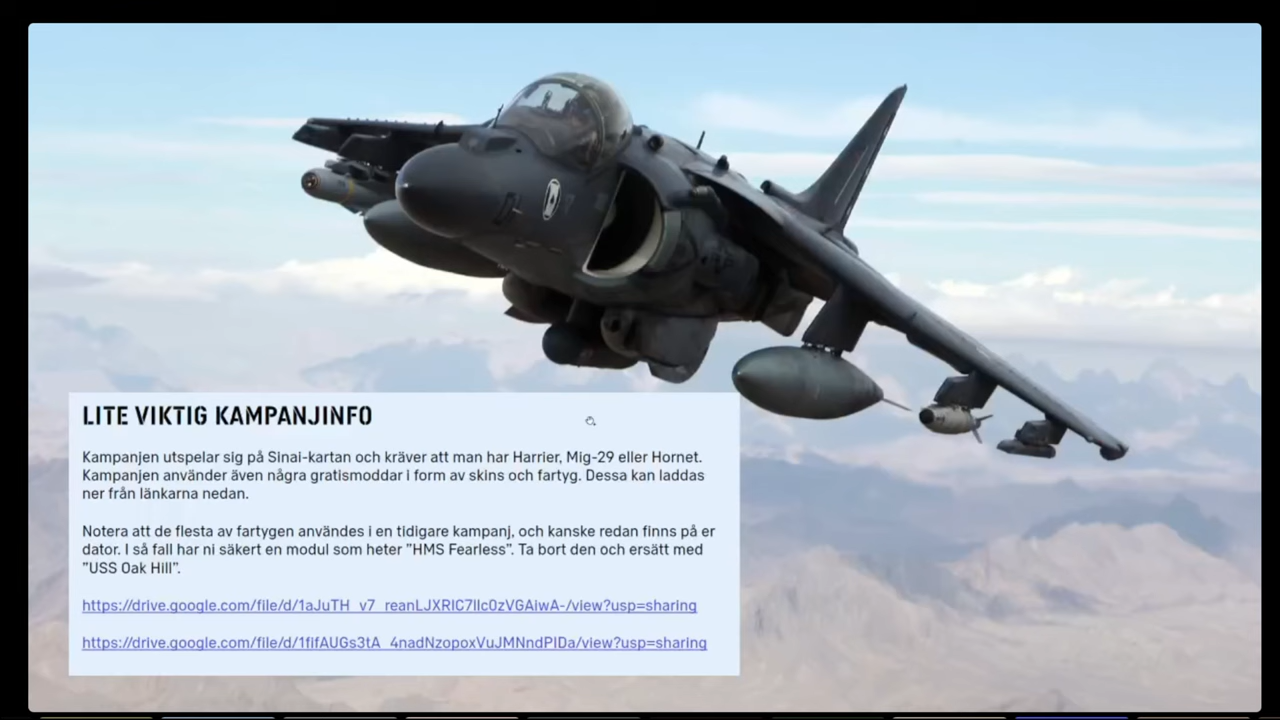 LITE VIKTIG KAMPANJINFO
Kampanjen utspelar sig på Sinai-kartan och kräver att man har Harrier, Mig-29 eller Hornet.
Kampanjen använder även några gratismoddar i form av skins och fartyg. Dessa kan laddas
ner från länkarna nedan.
Notera att de flesta av fartygen användes i en tidigare kampanj, och kanske redan finns på er
dator. I så fall har ni säkert en modul som heter ”HMS Fearless”. Ta bort den och ersätt med
”USS Oak Hill”.
https://drive.google.com/file/d/1aJuTH_v7_reanLJXRIC7lIc0zVGAiwA-/view?usp=sharing
https://drive.google.com/file/d/1fifAUGs3tA_4nadNzopoxVuJMNndPIDa/view?usp=sharing